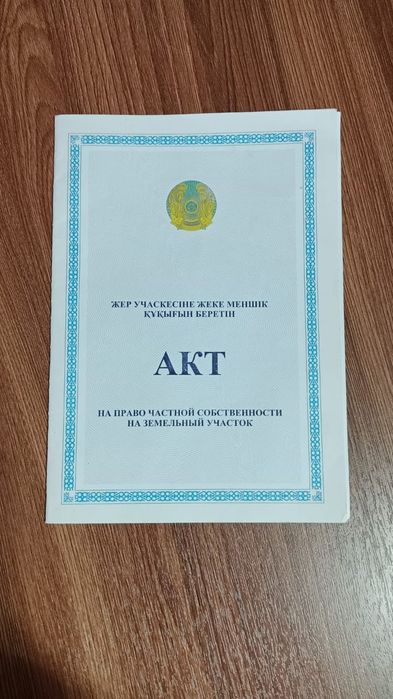 ЖЕР УЧАСКЕСІНЕ ЖЕКЕ МЕНШІК
ҚҰҚЫҒЫН БЕРЕТІН
АКТ
НА ПРАВО ЧАСТНОЙ СОБСТВЕННОСТИ
НА ЗЕМЕЛЬНЫЙ УЧАСТОК